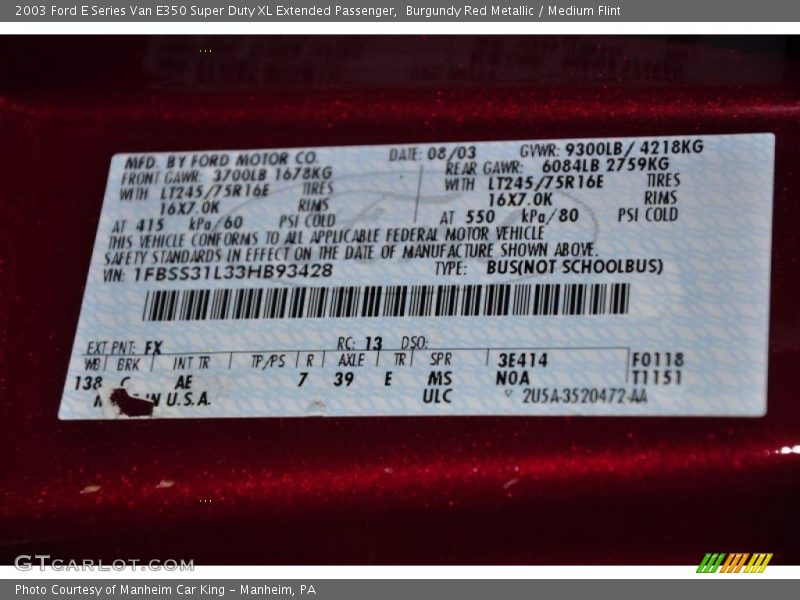 2003 Ford E Series Van E350 Super Duty XL Extended Passenger, Burgundy Red Metallic / Medium Flint
MFD. BY FORD MOTOR CO. DATE: 08/03 GVWR: 9300LB / 4218KG
FRONT GAWR: 3700LB 1678KG REAR GAWR: 6084LB 2759KG
WITH LT245/75R16E TIRES WITH LT245/75R16E TIRES
16X7.0K RIMS 16X7.0K RIMS
AT 415 kPa/60 PSI COLD AT 550 kPa/80 PSI COLD
THIS VEHICLE CONFORMS TO ALL APPLICABLE FEDERAL MOTOR VEHICLE
SAFETY STANDARDS IN EFFECT ON THE DATE OF MANUFACTURE SHOWN ABOVE.
VIN: 1FBSS31L33HB93428 TYPE: BUS(NOT SCHOOLBUS)
EXT PNT: FX RC: 13 DSO:
WB BRK INT TR TP/PS R AXLE TR SPR 3E414 F0118
138 C AE 7 39 E MS NOA T1151
U.S.A. ULC 2U5A-3520472-AA
GTCARLOT.COM
Photo Courtesy of Manheim Car King - Manheim, PA